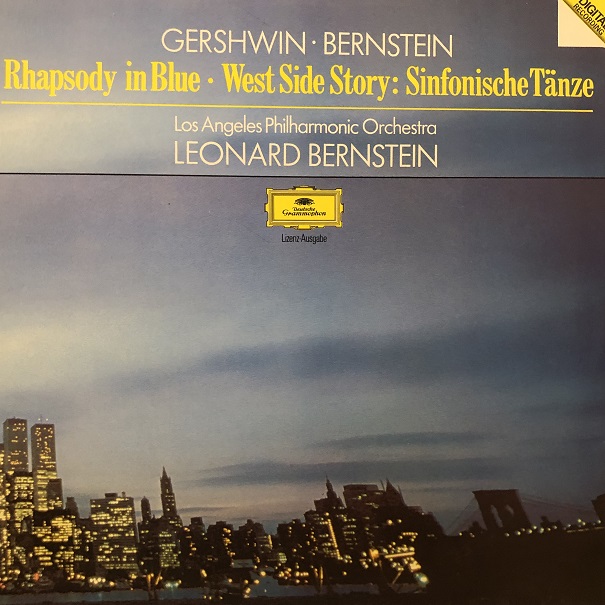 DIGITAL
RECORDING
GERSHWIN · BERNSTEIN
Rhapsody in Blue · West Side Story: Sinfonische Tänze
Los Angeles Philharmonic Orchestra
LEONARD BERNSTEIN
Deutsche
Grammophon
Lizenz-Ausgabe